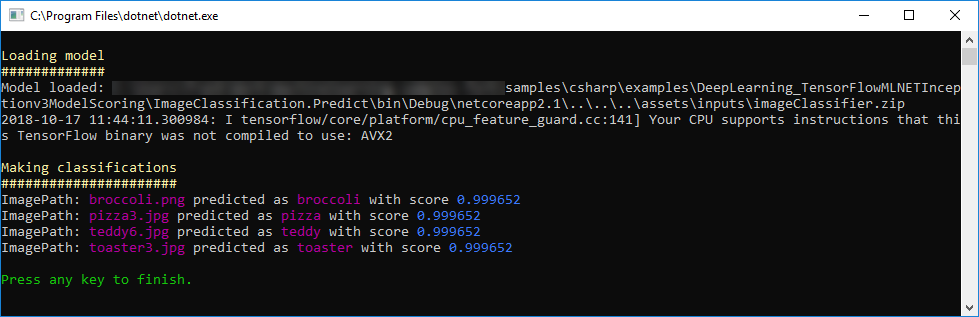 C:\Program Files\dotnet\dotnet.exe
Loading model
#############
Model loaded: samples\csharp\examples\DeepLearning_TensorFlowMLNETIncep
tionv3ModelScoring\ImageClassification.Predict\bin\Debug\netcoreapp2.1\..\..\..\assets\inputs\imageClassifier.zip
2018-10-17 11:44:11.300984: I tensorflow/core/platform/cpu_feature_guard.cc:141] Your CPU supports instructions that thi
s TensorFlow binary was not compiled to use: AVX2
Making classifications
######################
ImagePath: broccoli.png predicted as broccoli with score 0.999652
ImagePath: pizza3.jpg predicted as pizza with score 0.999652
ImagePath: teddy6.jpg predicted as teddy with score 0.999652
ImagePath: toaster3.jpg predicted as toaster with score 0.999652
Press any key to finish.